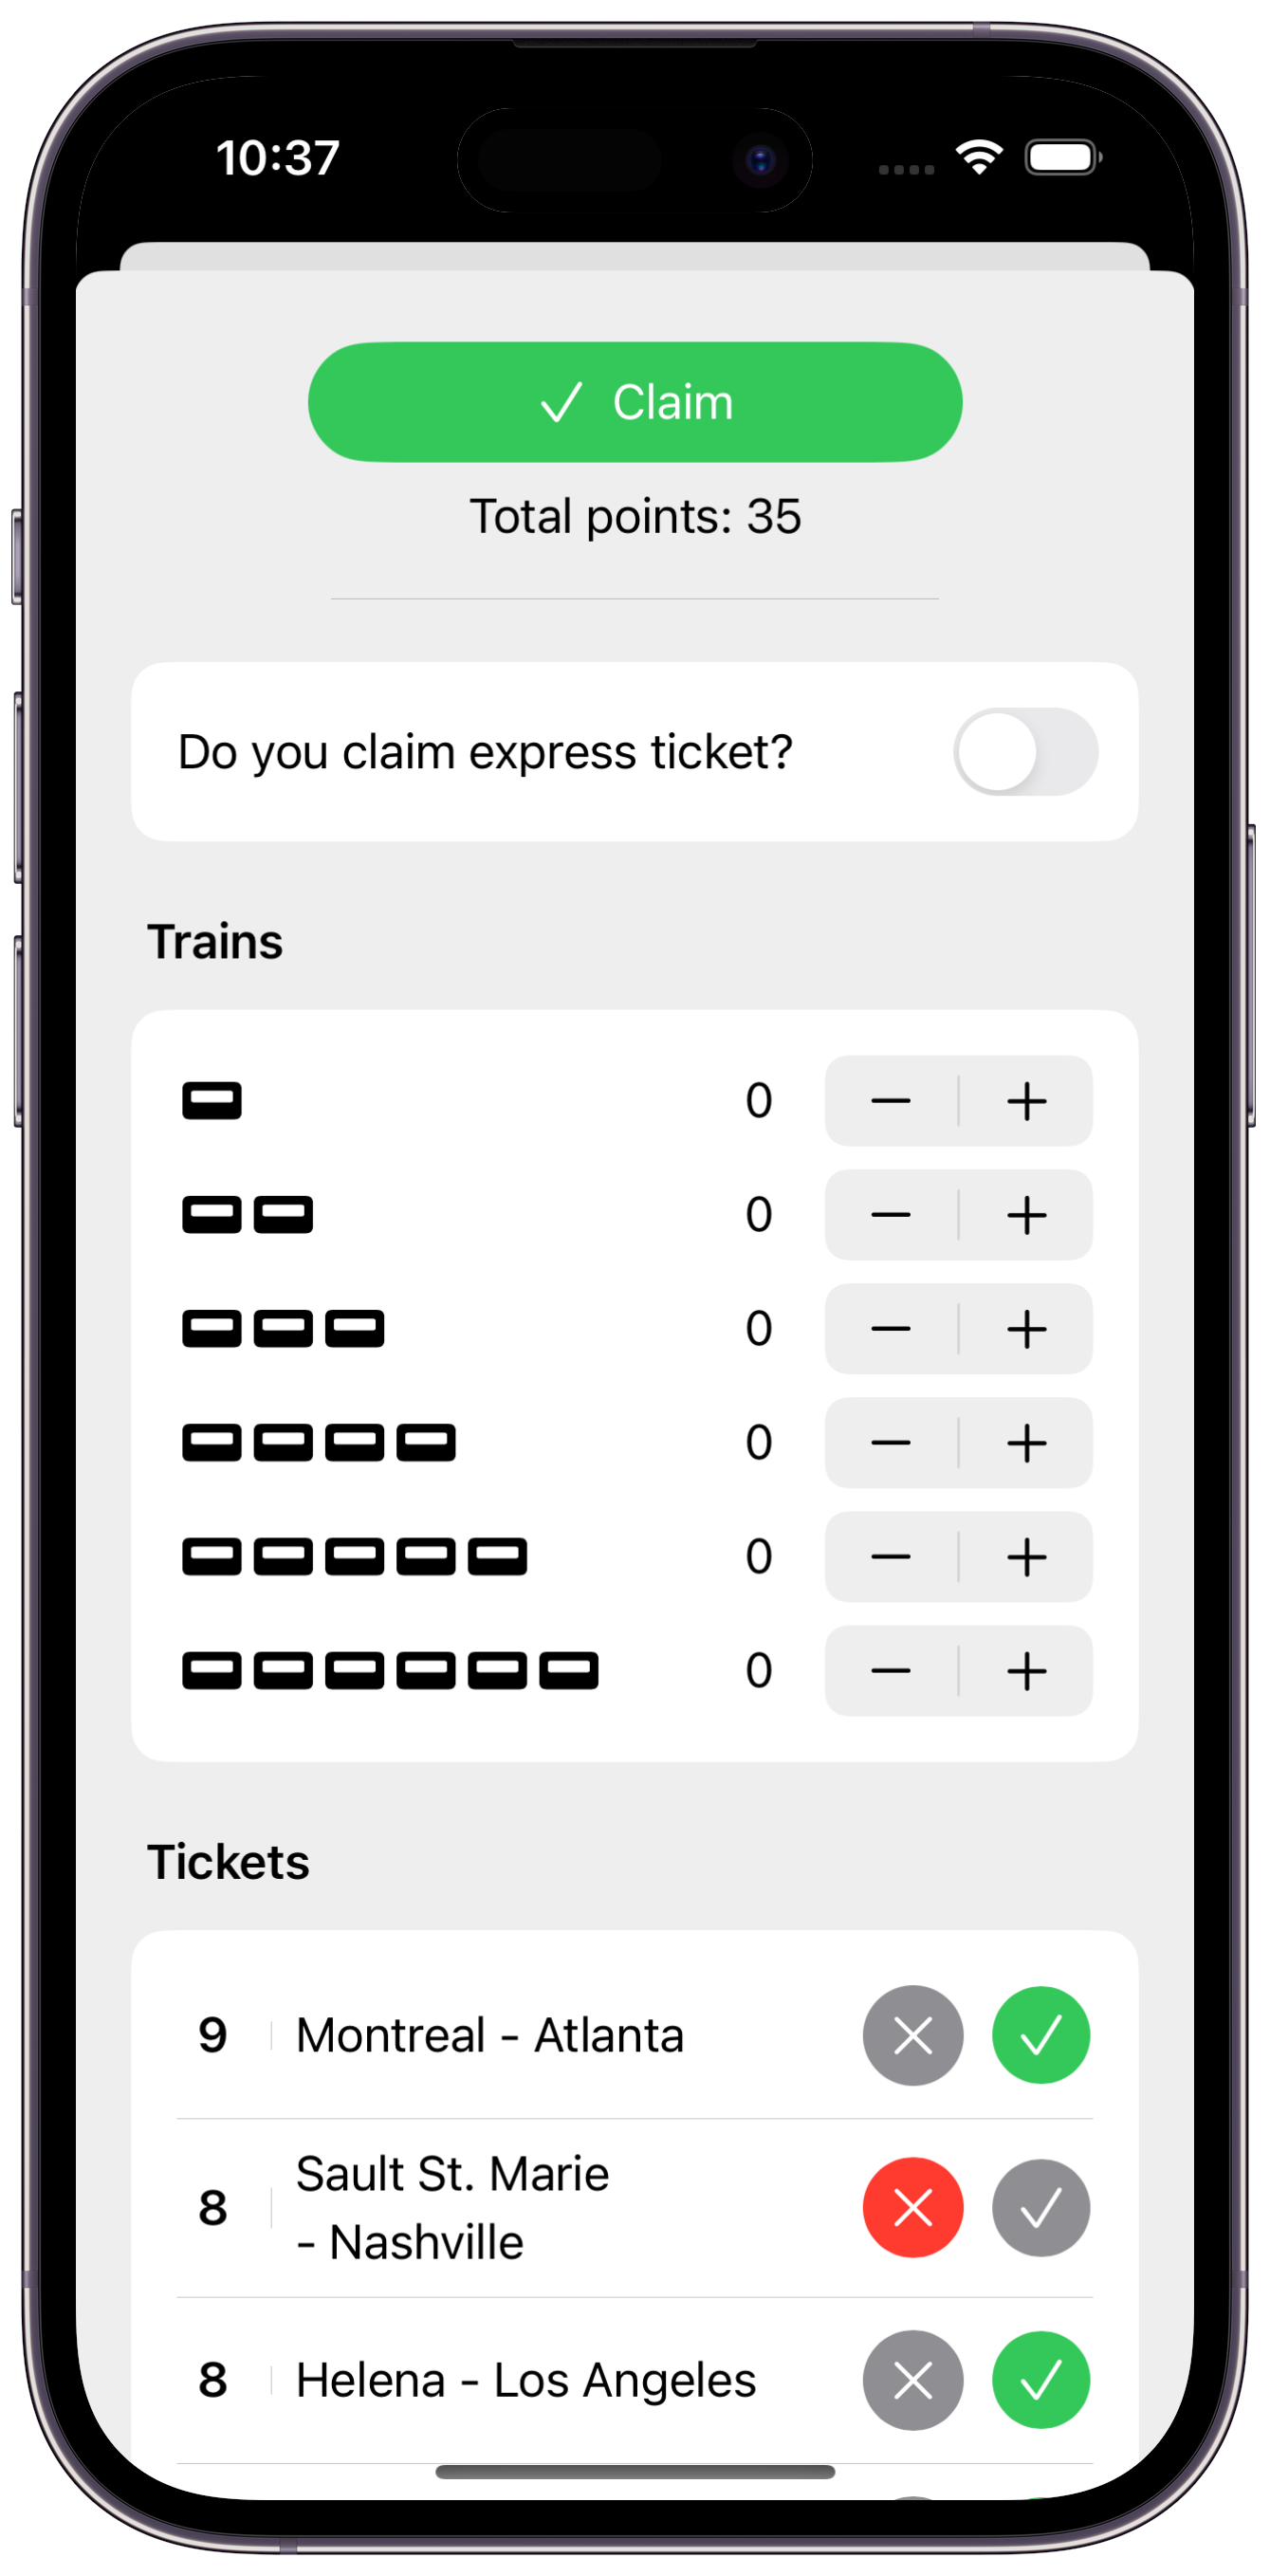 10:37
Claim
Total points: 35
Do you claim express ticket?
Trains
0 − +
0 − +
0 − +
0 − +
0 − +
0 − +
Tickets
9 Montreal - Atlanta
8 Sault St. Marie
- Nashville
8 Helena - Los Angeles